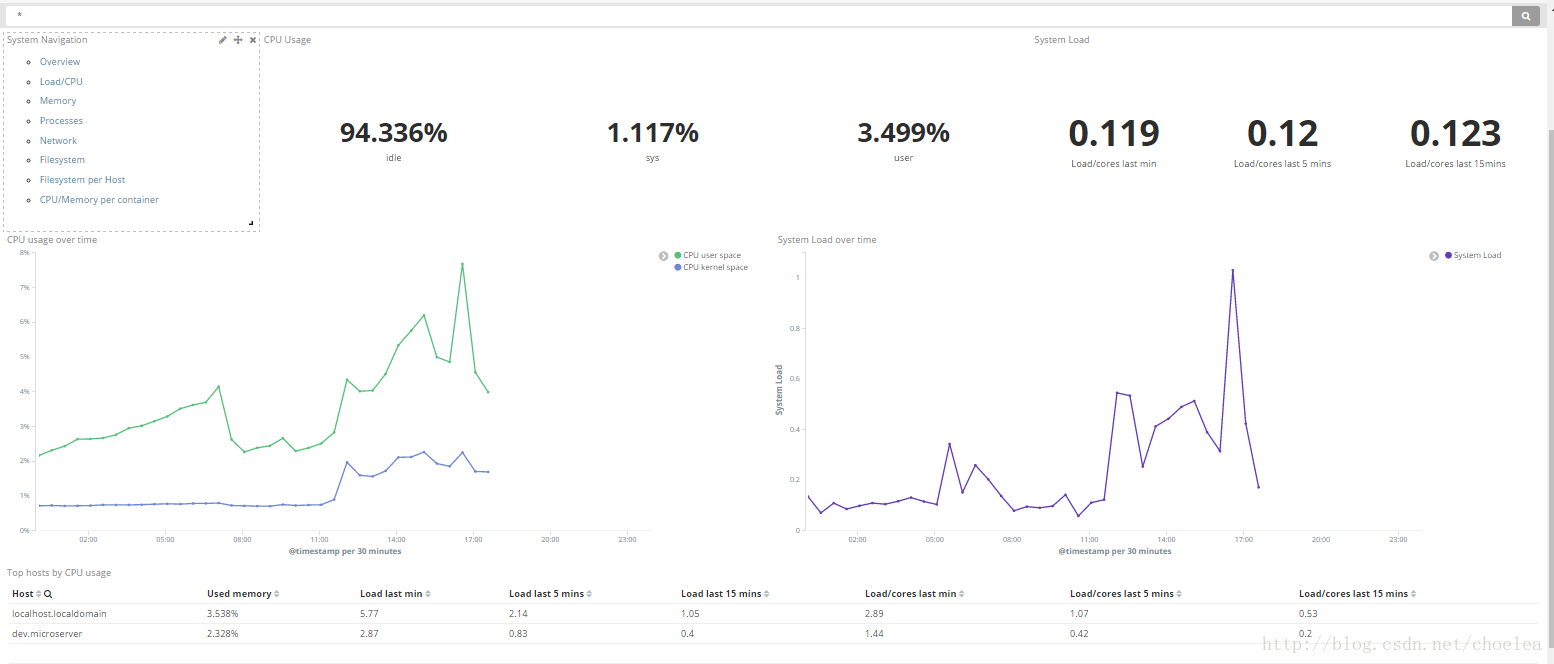 *
System Navigation
CPU Usage
System Load
Overview
Load/CPU
Memory
Processes
Network
Filesystem
Filesystem per Host
CPU/Memory per container
94.336%
idle
1.117%
sys
3.499%
user
0.119
Load/cores last min
0.12
Load/cores last 5 mins
0.123
Load/cores last 15mins
CPU usage over time
8%
7%
6%
5%
4%
3%
2%
1%
0%
02:00 05:00 08:00 11:00 14:00 17:00 20:00 23:00
@timestamp per 30 minutes
CPU user space
CPU kernel space
System Load over time
System Load
1
0.8
0.6
0.4
0.2
0
02:00 05:00 08:00 11:00 14:00 17:00 20:00 23:00
@timestamp per 30 minutes
System Load
Top hosts by CPU usage
Host Used memory Load last min Load last 5 mins Load last 15 mins Load/cores last min Load/cores last 5 mins Load/cores last 15 mins
localhost.localdomain 3.538% 5.77 2.14 1.05 2.89 1.07 0.53
dev.microserver 2.328% 2.87 0.83 0.4 1.44 0.42 0.2
http://blog.csdn.net/choelea